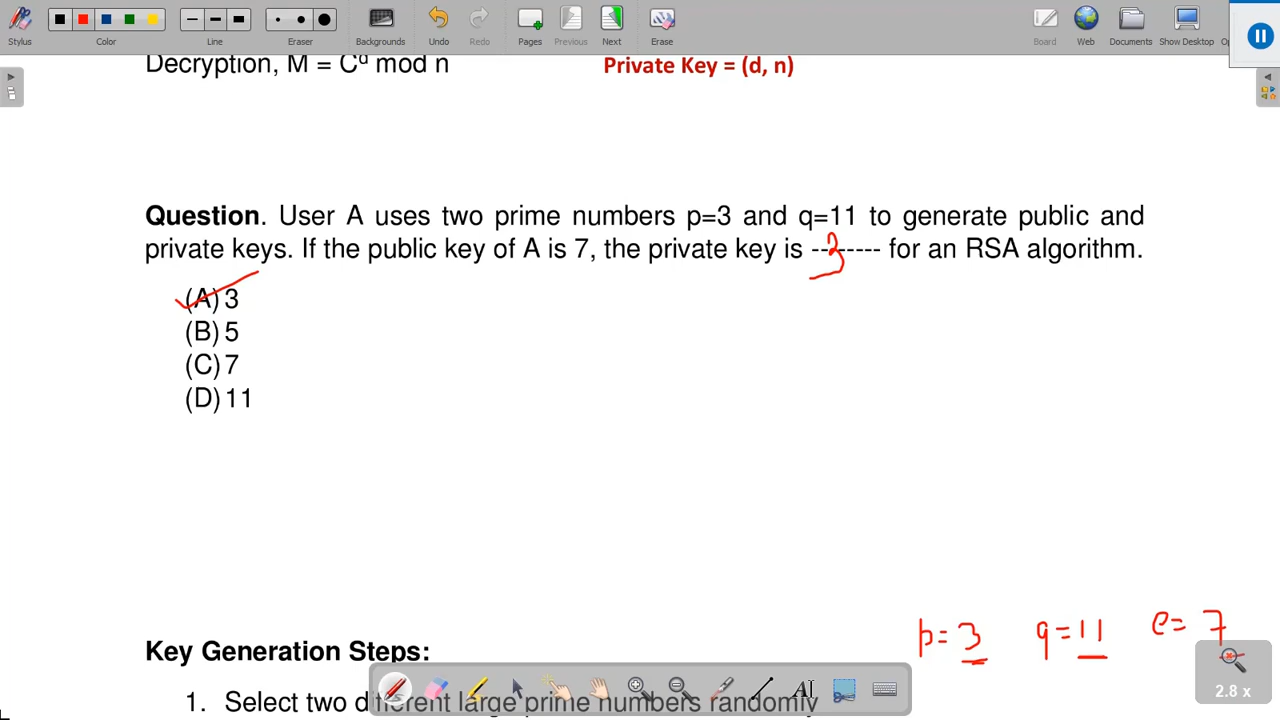 Stylus Color Line Eraser Backgrounds Undo Redo Pages Previous Next Erase Board Web Documents Show Desktop
Decryption, M = Cᵈ mod n
Private Key = (d, n)
Question. User A uses two prime numbers p=3 and q=11 to generate public and
private keys. If the public key of A is 7, the private key is --3----- for an RSA algorithm.
(A) 3
(B) 5
(C) 7
(D) 11
p= 3 q= 11 e= 7
Key Generation Steps:
1. Select two different large prime numbers randomly
2.8 x